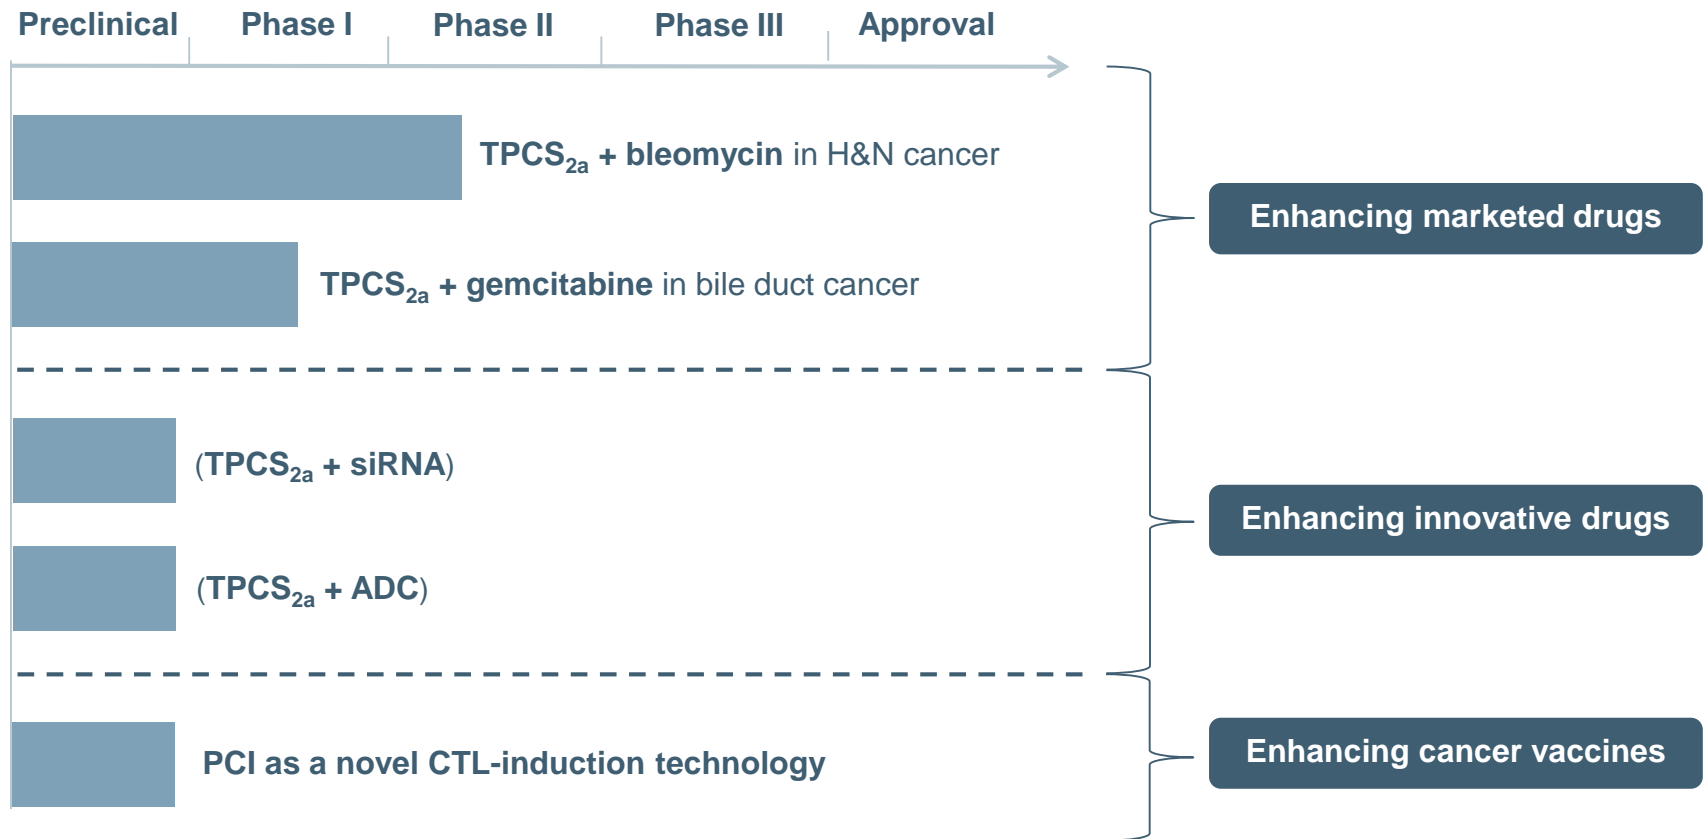 Preclinical Phase I Phase II Phase III Approval
TPCS2a + bleomycin in H&N cancer
Enhancing marketed drugs
TPCS2a + gemcitabine in bile duct cancer
(TPCS2a + siRNA)
Enhancing innovative drugs
(TPCS2a + ADC)
PCI as a novel CTL-induction technology
Enhancing cancer vaccines